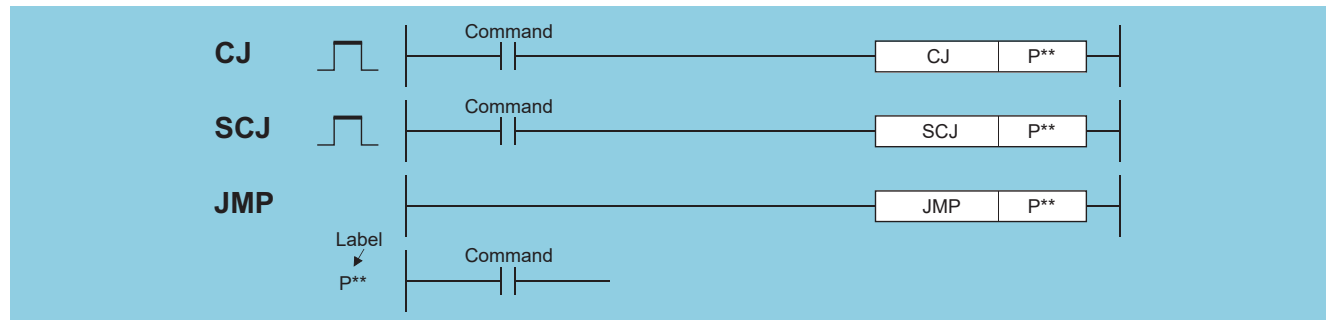 Command
CJ CJ P**
Command
SCJ SCJ P**
JMP JMP P**
Label
P** Command